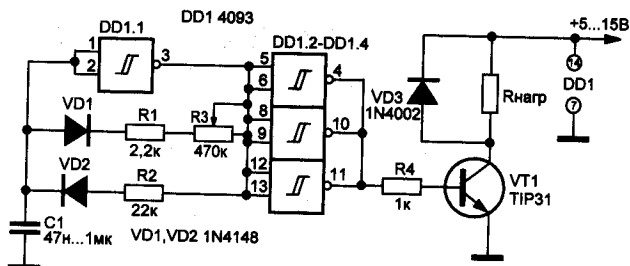 DD1 4093
+5...15В
DD1.1
DD1.2-DD1.4
1
2
3
5
6
4
14
DD1
7
VD3
1N4002
Rнагр
VD1
R1
2,2к
R3
470к
8
9
10
VD2
R2
22к
12
13
11
R4
1к
VT1
TIP31
C1
47н...1мк
VD1,VD2 1N4148